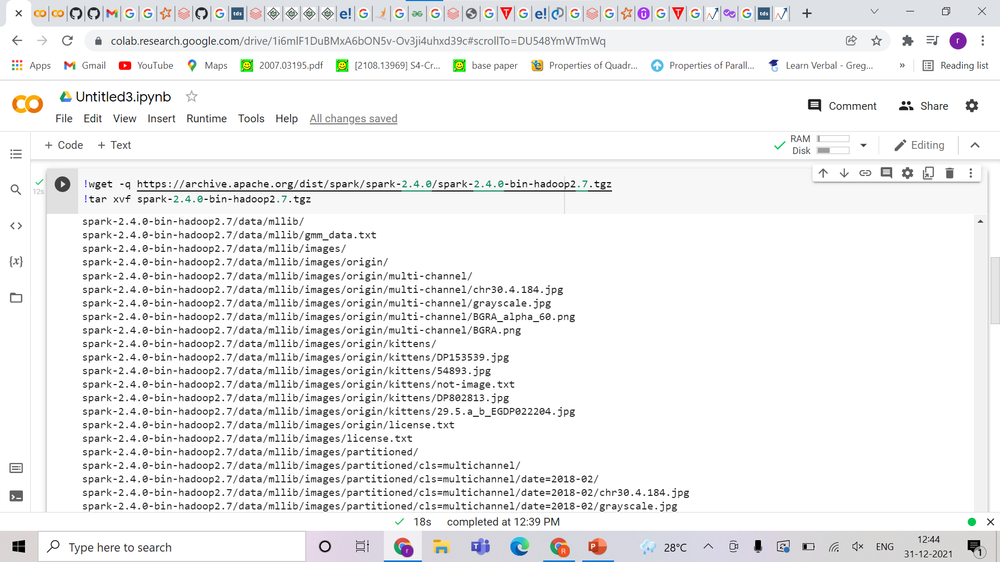 colab.research.google.com/drive/1i6mlF1DuBMxA6bON5v-Ov3ji4uhxd39c#scrollTo=DU548YmWTmWq
r
Apps Gmail YouTube Maps 2007.03195.pdf [2108.13969] S4-Cr... base paper Properties of Quadr... Properties of Parall... Learn Verbal - Greg... » Reading list
Untitled3.ipynb
Comment Share
File Edit View Insert Runtime Tools Help All changes saved
+ Code + Text
RAM
Disk
Editing
12s
!wget -q https://archive.apache.org/dist/spark/spark-2.4.0/spark-2.4.0-bin-hadoop2.7.tgz
!tar xvf spark-2.4.0-bin-hadoop2.7.tgz
spark-2.4.0-bin-hadoop2.7/data/mllib/
spark-2.4.0-bin-hadoop2.7/data/mllib/gmm_data.txt
spark-2.4.0-bin-hadoop2.7/data/mllib/images/
spark-2.4.0-bin-hadoop2.7/data/mllib/images/origin/
spark-2.4.0-bin-hadoop2.7/data/mllib/images/origin/multi-channel/
spark-2.4.0-bin-hadoop2.7/data/mllib/images/origin/multi-channel/chr30.4.184.jpg
spark-2.4.0-bin-hadoop2.7/data/mllib/images/origin/multi-channel/grayscale.jpg
spark-2.4.0-bin-hadoop2.7/data/mllib/images/origin/multi-channel/BGRA_alpha_60.png
spark-2.4.0-bin-hadoop2.7/data/mllib/images/origin/multi-channel/BGRA.png
spark-2.4.0-bin-hadoop2.7/data/mllib/images/origin/kittens/
spark-2.4.0-bin-hadoop2.7/data/mllib/images/origin/kittens/DP153539.jpg
spark-2.4.0-bin-hadoop2.7/data/mllib/images/origin/kittens/54893.jpg
spark-2.4.0-bin-hadoop2.7/data/mllib/images/origin/kittens/not-image.txt
spark-2.4.0-bin-hadoop2.7/data/mllib/images/origin/kittens/DP802813.jpg
spark-2.4.0-bin-hadoop2.7/data/mllib/images/origin/kittens/29.5.a_b_EGDP022204.jpg
spark-2.4.0-bin-hadoop2.7/data/mllib/images/origin/license.txt
spark-2.4.0-bin-hadoop2.7/data/mllib/images/license.txt
spark-2.4.0-bin-hadoop2.7/data/mllib/images/partitioned/
spark-2.4.0-bin-hadoop2.7/data/mllib/images/partitioned/cls=multichannel/
spark-2.4.0-bin-hadoop2.7/data/mllib/images/partitioned/cls=multichannel/date=2018-02/
spark-2.4.0-bin-hadoop2.7/data/mllib/images/partitioned/cls=multichannel/date=2018-02/chr30.4.184.jpg
spark-2.4.0-bin-hadoop2.7/data/mllib/images/partitioned/cls=multichannel/date=2018-02/grayscale.jpg
18s completed at 12:39 PM
Type here to search
28°C ENG
12:44
31-12-2021
1